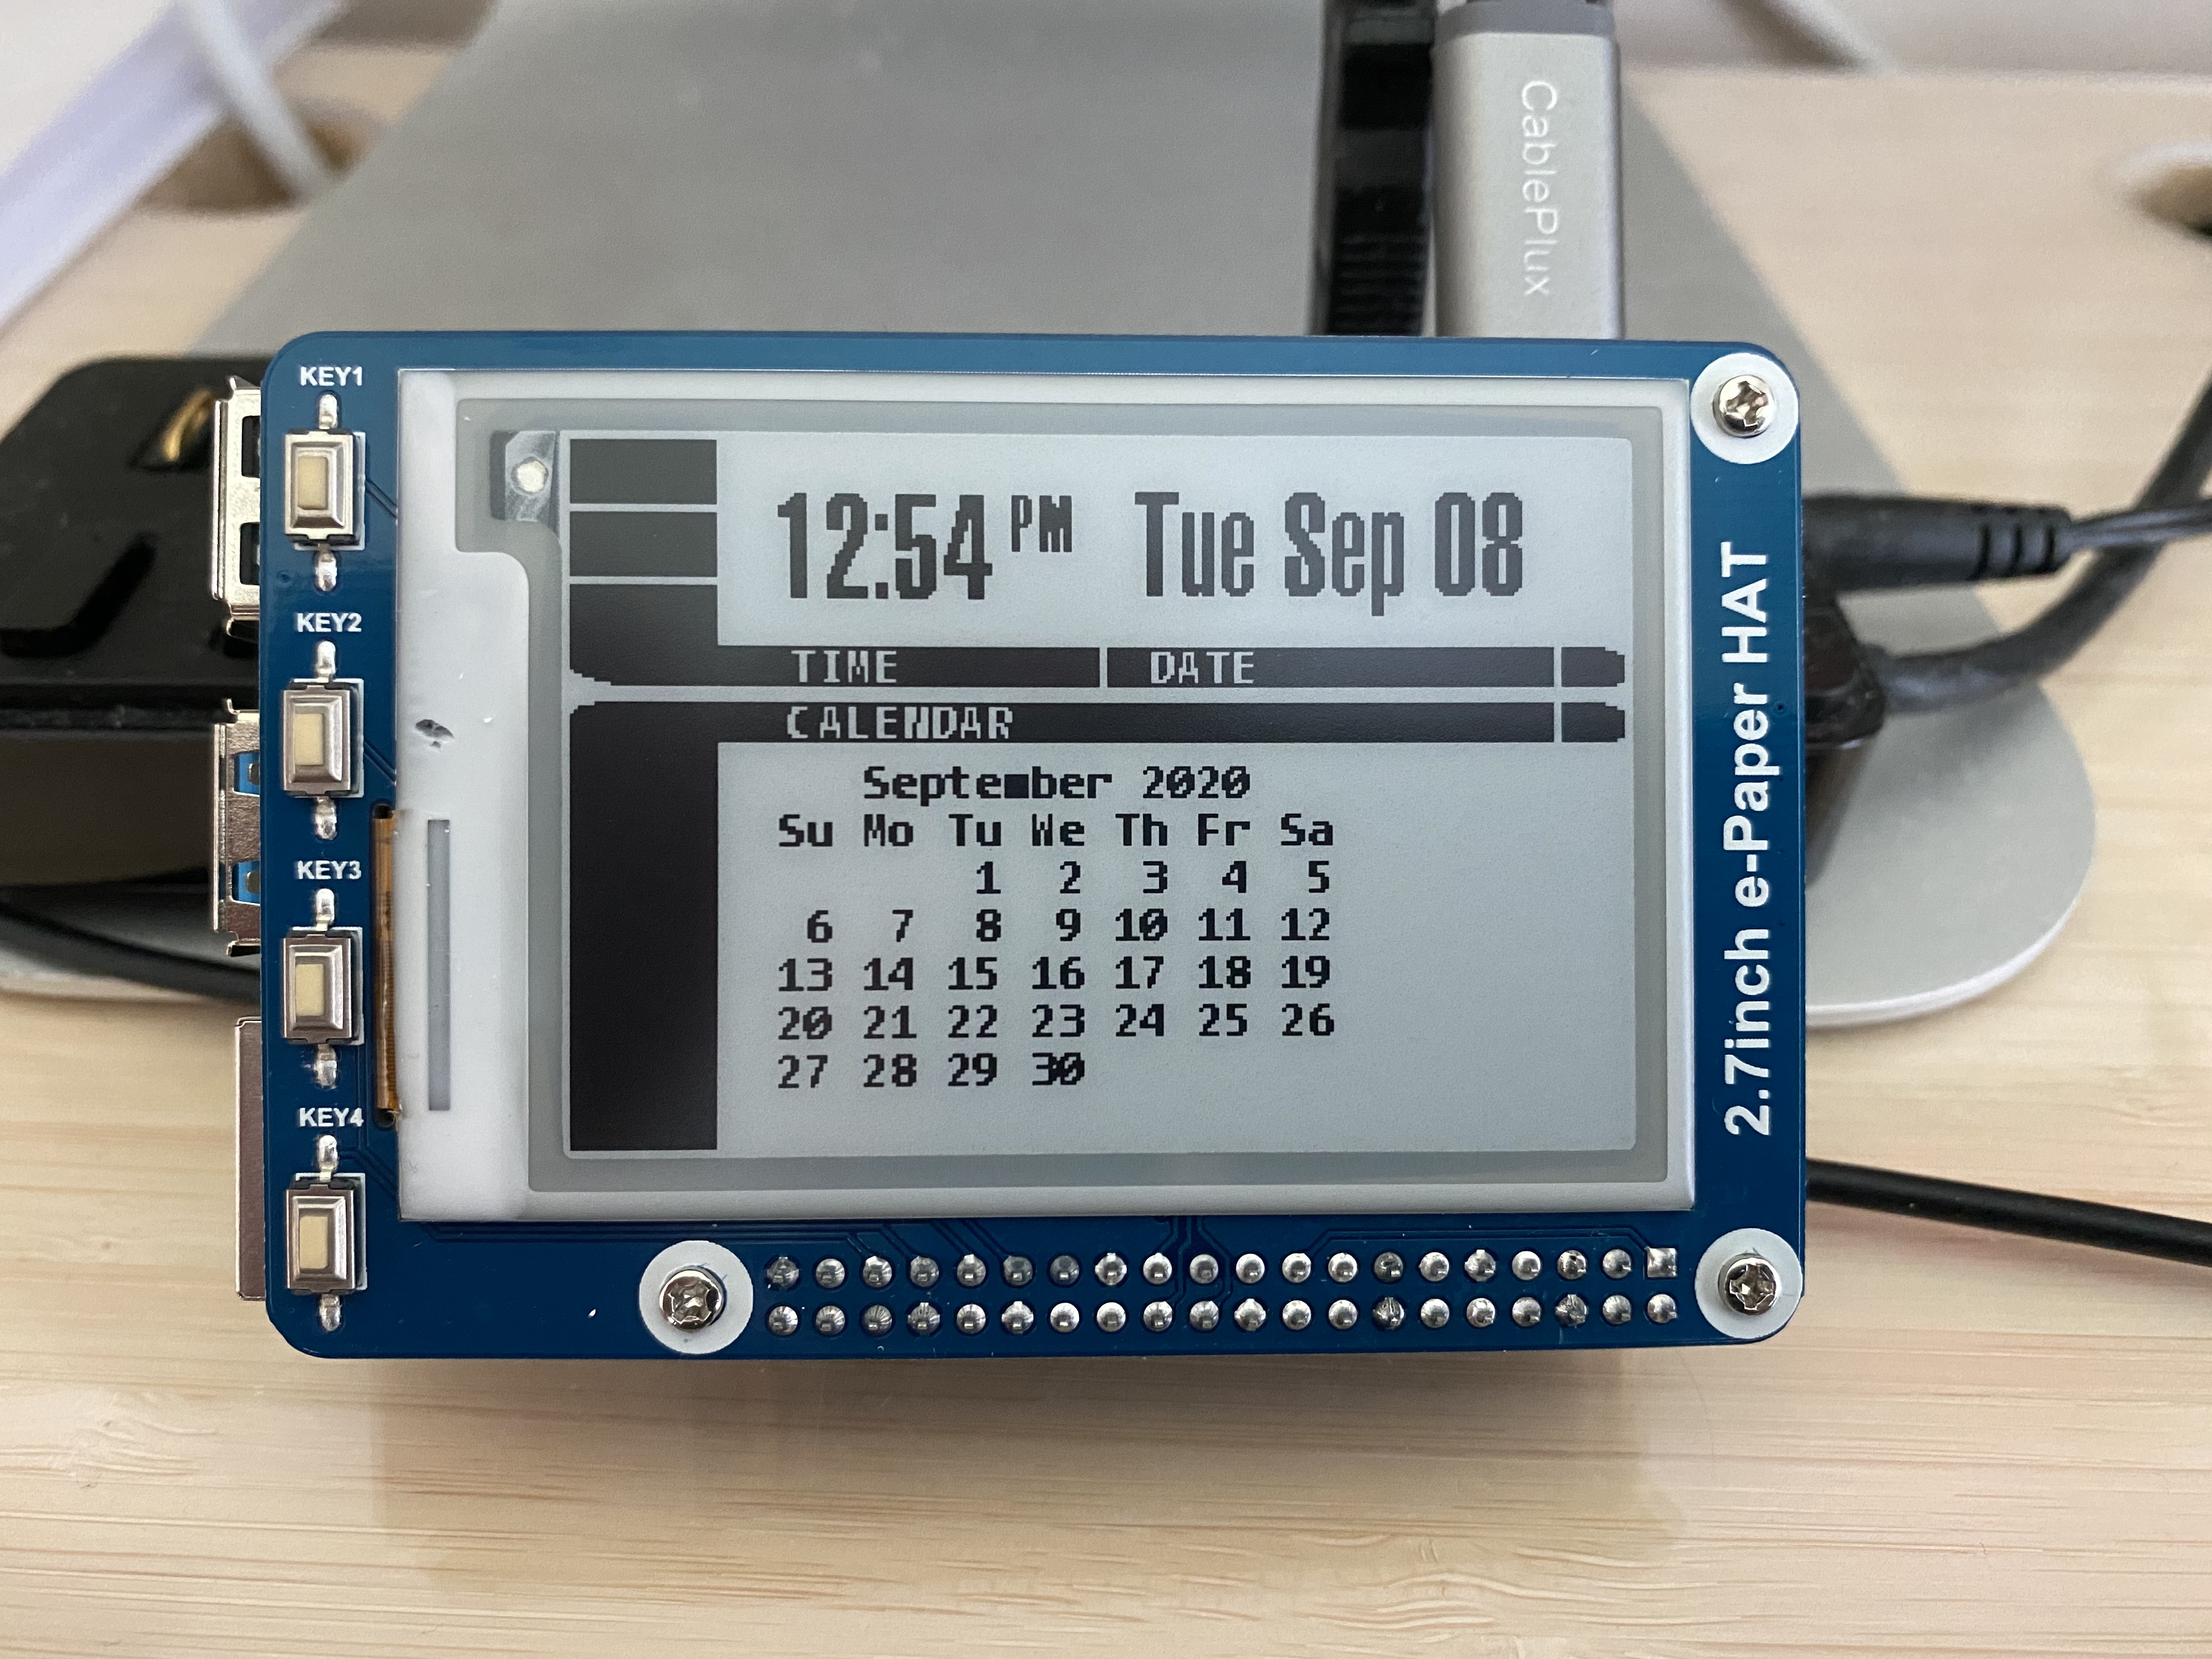 CablePlux
KEY1
KEY2
KEY3
KEY4
12:54 PM Tue Sep 08
TIME DATE
CALENDAR
September 2020
Su Mo Tu We Th Fr Sa
1 2 3 4 5
6 7 8 9 10 11 12
13 14 15 16 17 18 19
20 21 22 23 24 25 26
27 28 29 30
2.7inch e-Paper HAT